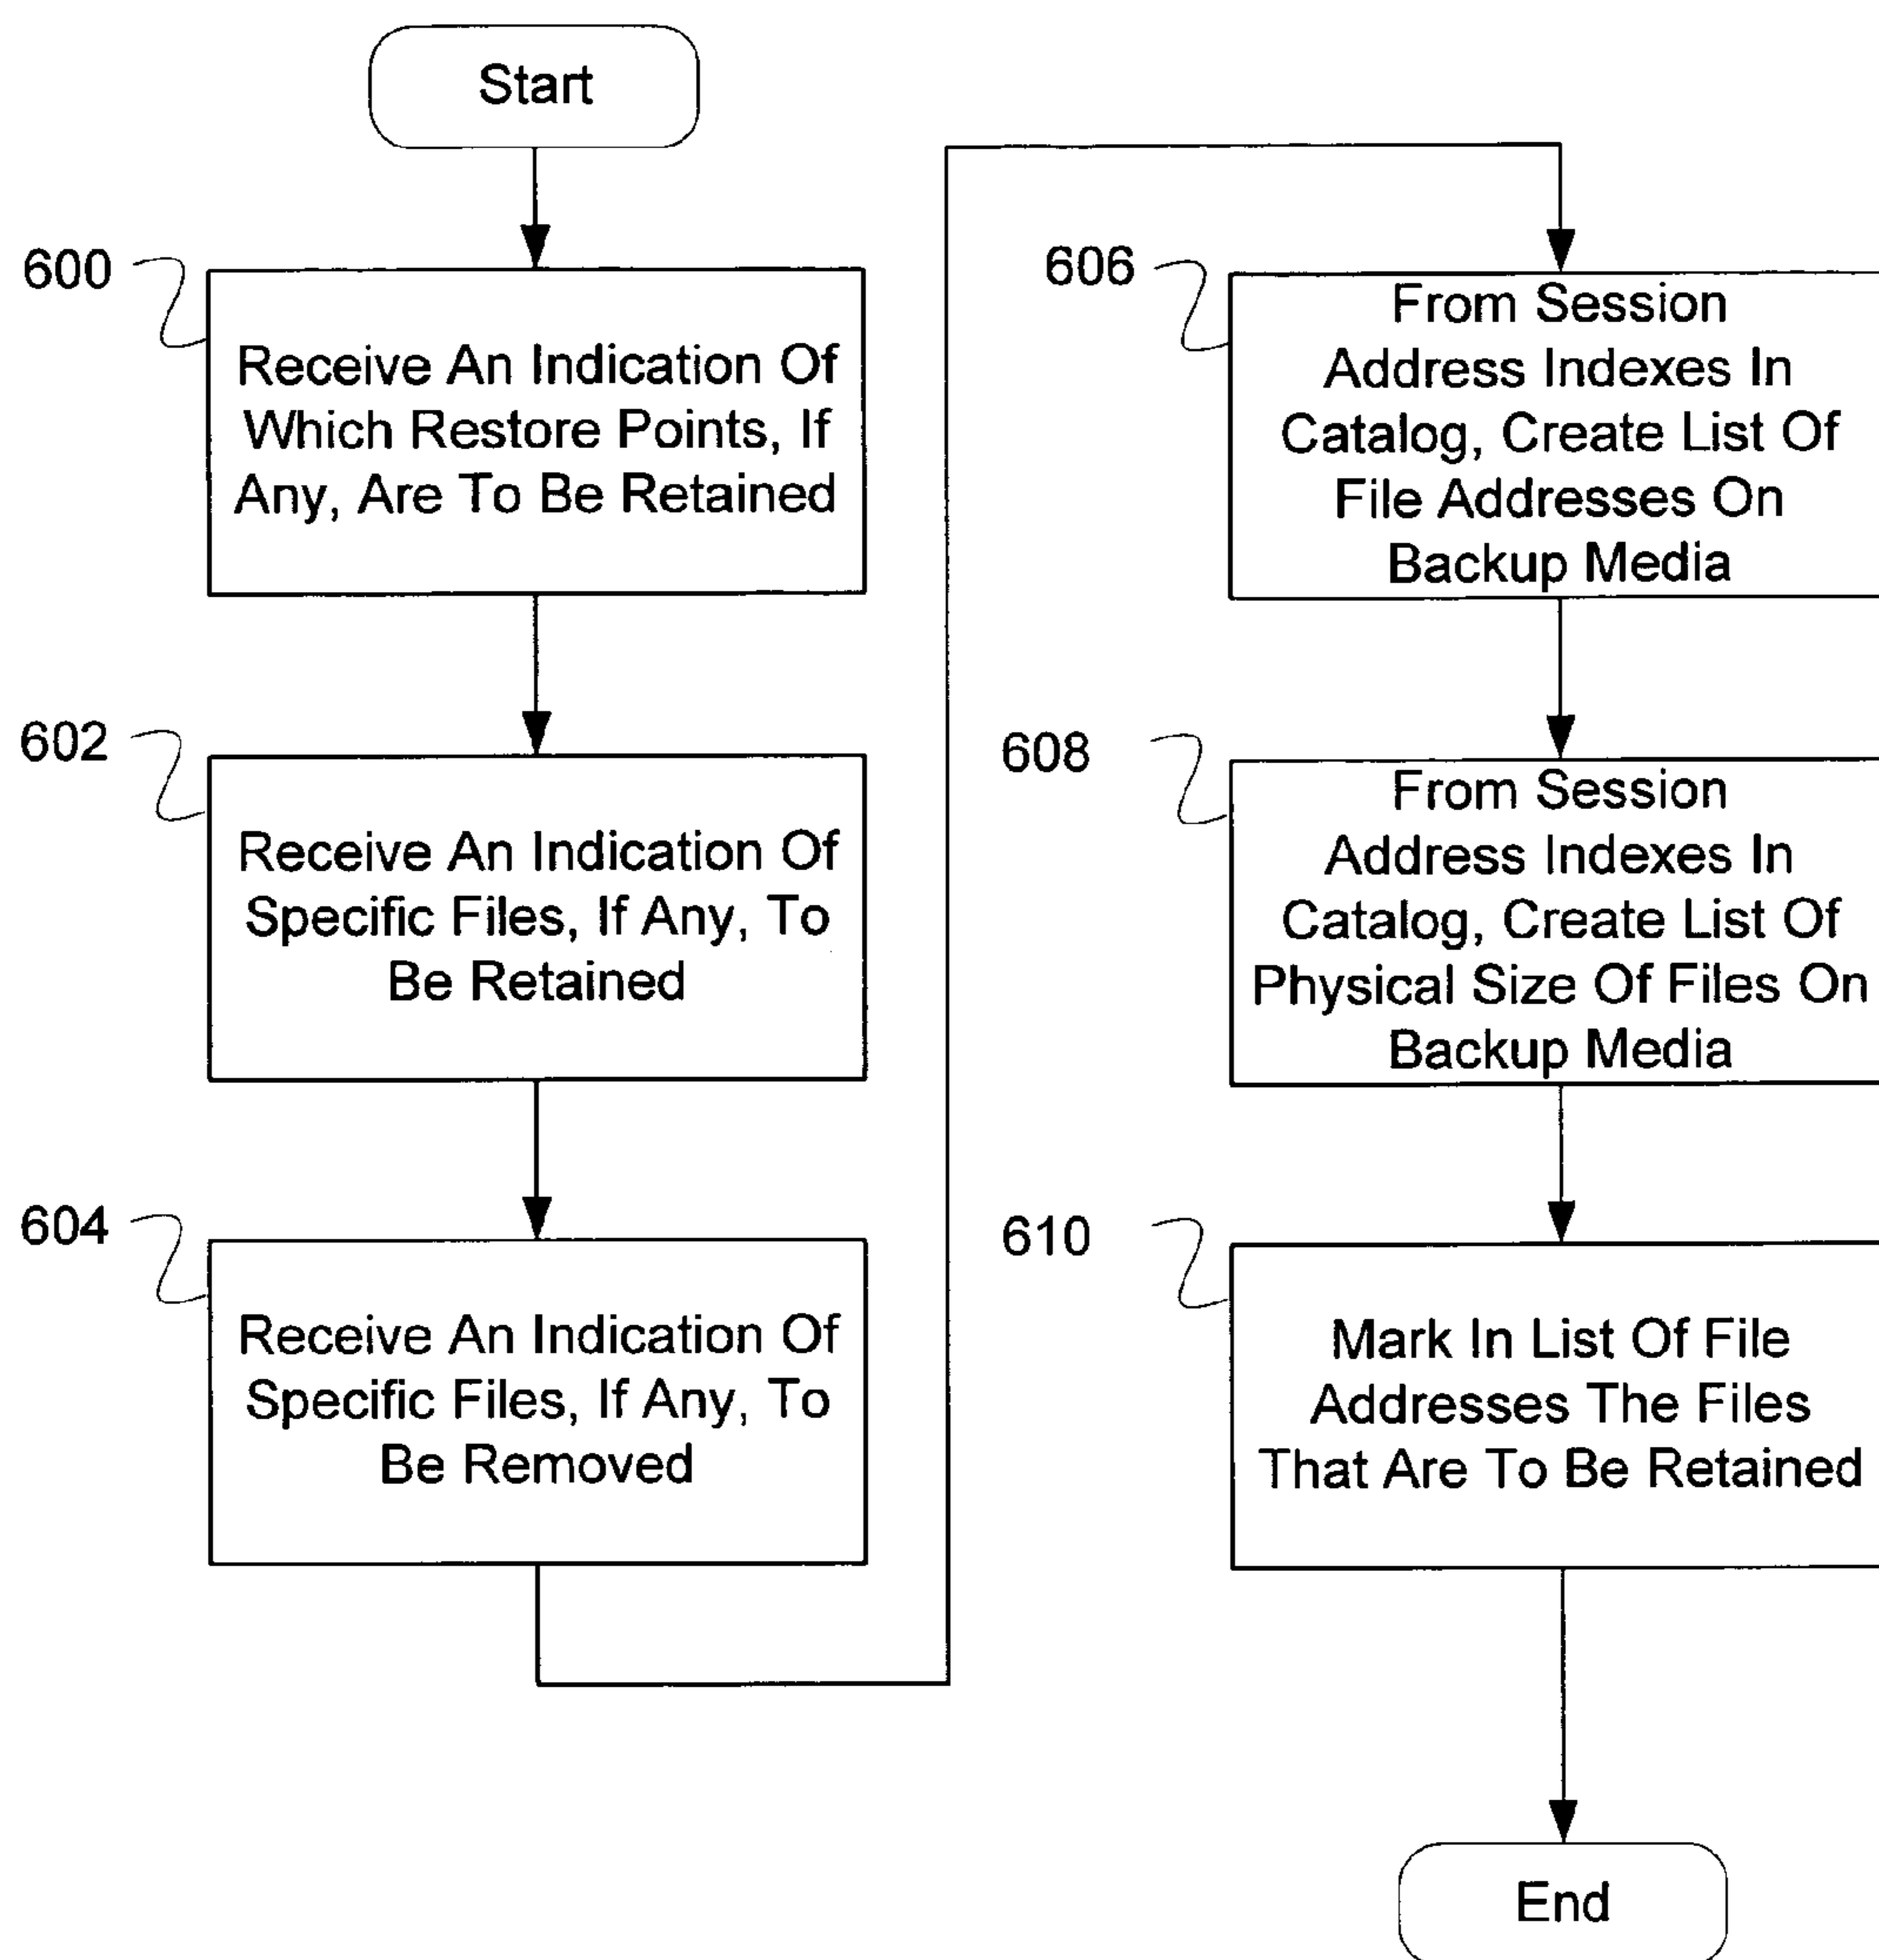 Start
600
Receive An Indication Of
Which Restore Points, If
Any, Are To Be Retained
602
Receive An Indication Of
Specific Files, If Any, To
Be Retained
604
Receive An Indication Of
Specific Files, If Any, To
Be Removed
606
From Session
Address Indexes In
Catalog, Create List Of
File Addresses On
Backup Media
608
From Session
Address Indexes In
Catalog, Create List Of
Physical Size Of Files On
Backup Media
610
Mark In List Of File
Addresses The Files
That Are To Be Retained
End